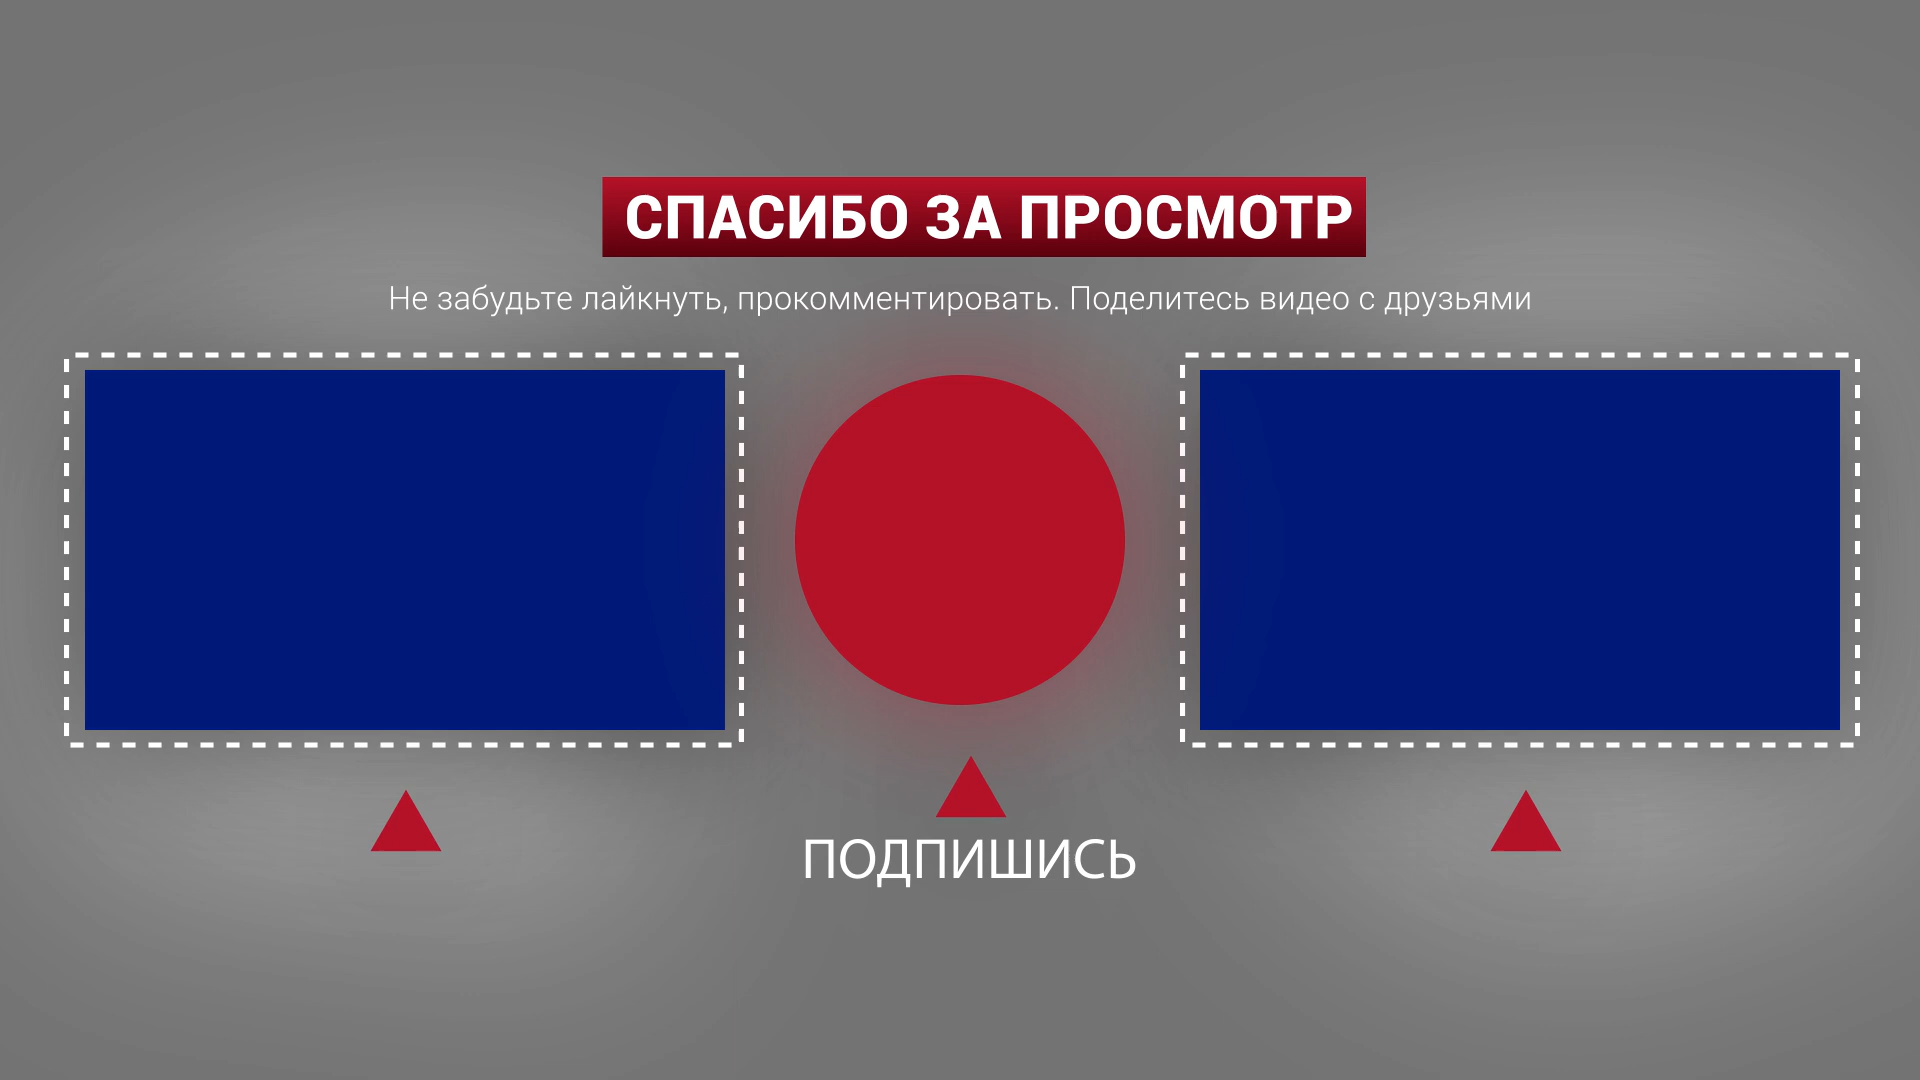 СПАСИБО ЗА ПРОСМОТР
Не забудьте лайкнуть, прокомментировать. Поделитесь видео с друзьями
ПОДПИШИСЬ